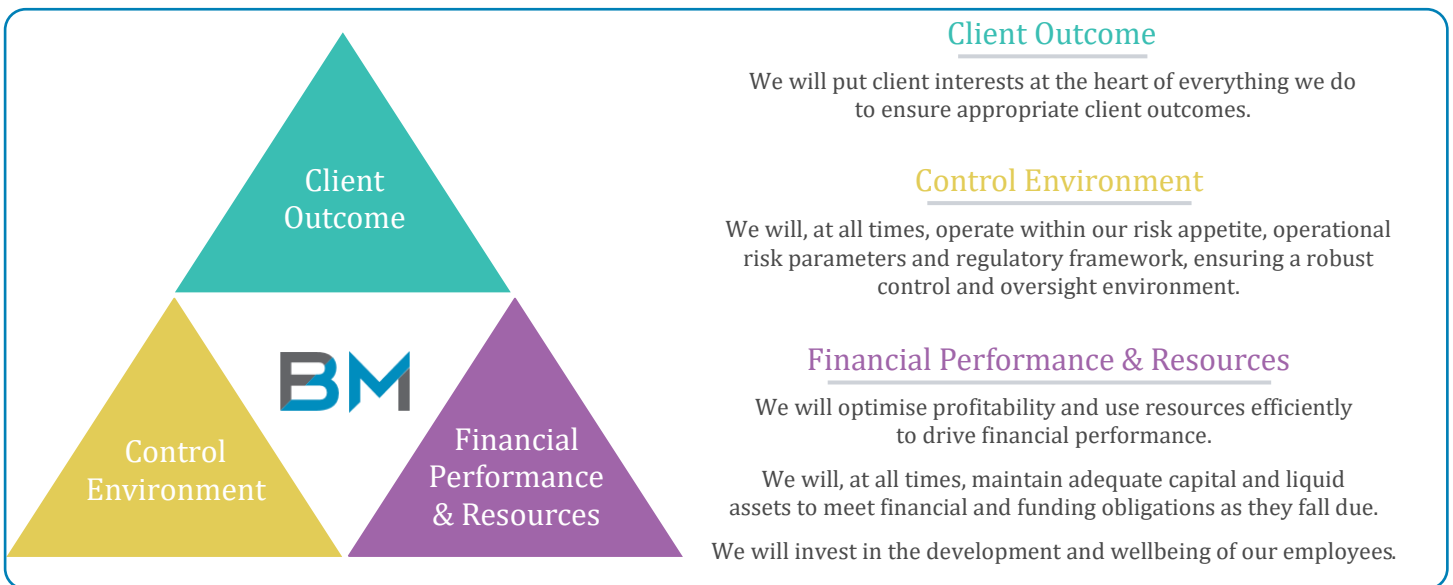 Client
Outcome
Control
Environment
BM
Financial
Performance
& Resources
Client Outcome
We will put client interests at the heart of everything we do
to ensure appropriate client outcomes.
Control Environment
We will, at all times, operate within our risk appetite, operational
risk parameters and regulatory framework, ensuring a robust
control and oversight environment.
Financial Performance & Resources
We will optimise profitability and use resources efficiently
to drive financial performance.
We will, at all times, maintain adequate capital and liquid
assets to meet financial and funding obligations as they fall due.
We will invest in the development and wellbeing of our employees.